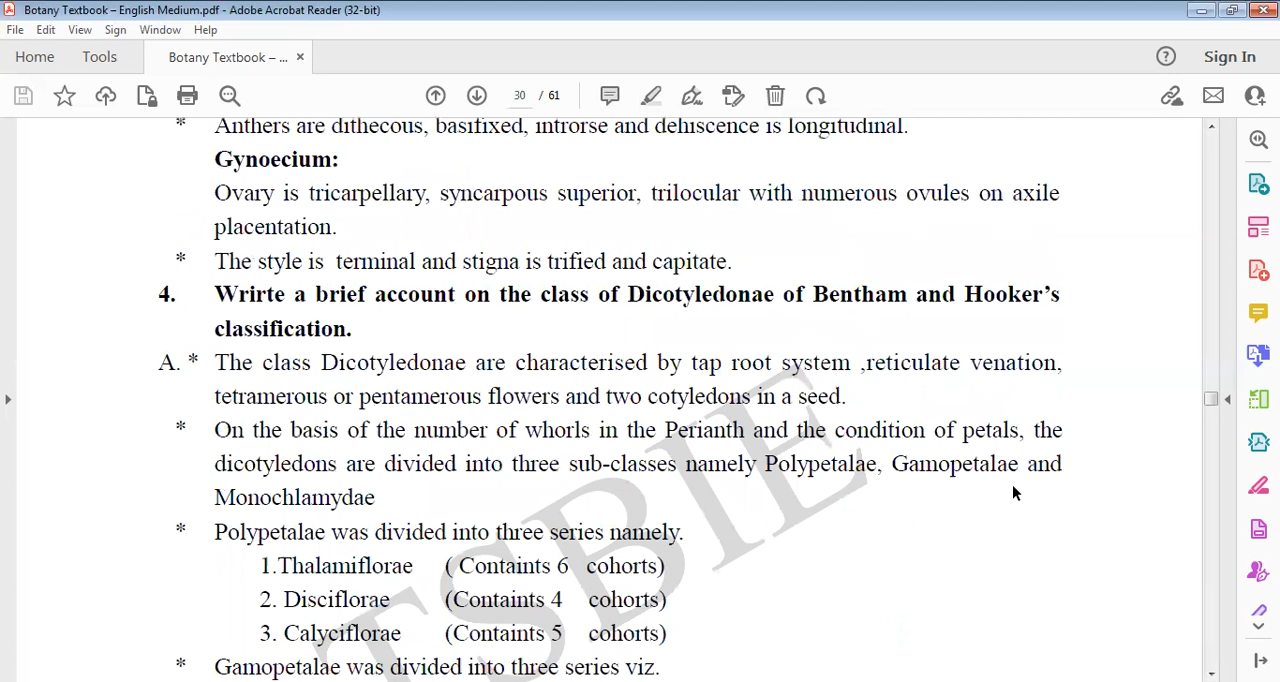 Botany Textbook – English Medium.pdf - Adobe Acrobat Reader (32-bit)
File Edit View Sign Window Help
Home Tools Botany Textbook – ... × Sign In
30 / 61
* Anthers are dithecous, basifixed, introrse and dehiscence is longitudinal.
Gynoecium:
Ovary is tricarpellary, syncarpous superior, trilocular with numerous ovules on axile
placentation.
* The style is terminal and stigna is trified and capitate.
4. Wrirte a brief account on the class of Dicotyledonae of Bentham and Hooker's
classification.
A. * The class Dicotyledonae are characterised by tap root system ,reticulate venation,
tetramerous or pentamerous flowers and two cotyledons in a seed.
* On the basis of the number of whorls in the Perianth and the condition of petals, the
dicotyledons are divided into three sub-classes namely Polypetalae, Gamopetalae and
Monochlamydae
* Polypetalae was divided into three series namely.
1.Thalamiflorae ( Containts 6 cohorts)
2. Disciflorae (Containts 4 cohorts)
3. Calyciflorae (Containts 5 cohorts)
* Gamopetalae was divided into three series viz.
TSBIE